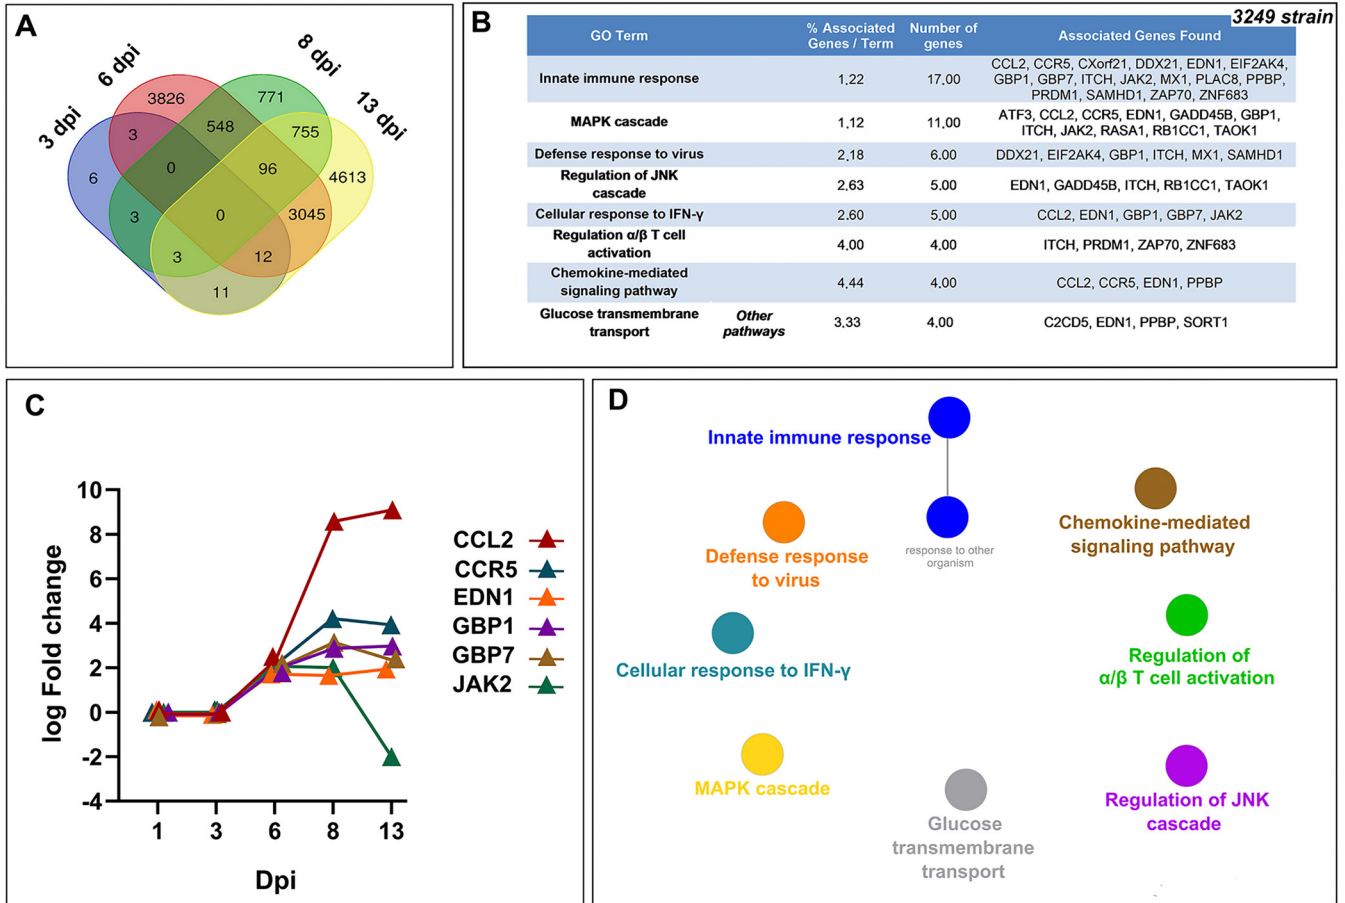 A
3 dpi
6 dpi
8 dpi
13 dpi
3826
771
3
548
755
6
0
96
4613
3
0
3045
3
12
11
B
3249 strain
GO Term
% Associated
Genes / Term
Number of
genes
Associated Genes Found
Innate immune response
1,22
17,00
CCL2, CCR5, CXorf21, DDX21, EDN1, EIF2AK4,
GBP1, GBP7, ITCH, JAK2, MX1, PLAC8, PPBP,
PRDM1, SAMHD1, ZAP70, ZNF683
MAPK cascade
1,12
11,00
ATF3, CCL2, CCR5, EDN1, GADD45B, GBP1,
ITCH, JAK2, RASA1, RB1CC1, TAOK1
Defense response to virus
2,18
6,00
DDX21, EIF2AK4, GBP1, ITCH, MX1, SAMHD1
Regulation of JNK
cascade
2,63
5,00
EDN1, GADD45B, ITCH, RB1CC1, TAOK1
Cellular response to IFN-γ
2,60
5,00
CCL2, EDN1, GBP1, GBP7, JAK2
Regulation α/β T cell
activation
4,00
4,00
ITCH, PRDM1, ZAP70, ZNF683
Chemokine-mediated
signaling pathway
4,44
4,00
CCL2, CCR5, EDN1, PPBP
Glucose transmembrane
transport
Other
pathways
3,33
4,00
C2CD5, EDN1, PPBP, SORT1
C
log Fold change
10
8
6
4
2
0
-2
-4
1
3
6
8
13
Dpi
CCL2
CCR5
EDN1
GBP1
GBP7
JAK2
D
Innate immune response
response to other
organism
Defense response
to virus
Chemokine-mediated
signaling pathway
Cellular response to IFN-γ
Regulation of
α/β T cell activation
MAPK cascade
Regulation of JNK
cascade
Glucose
transmembrane
transport